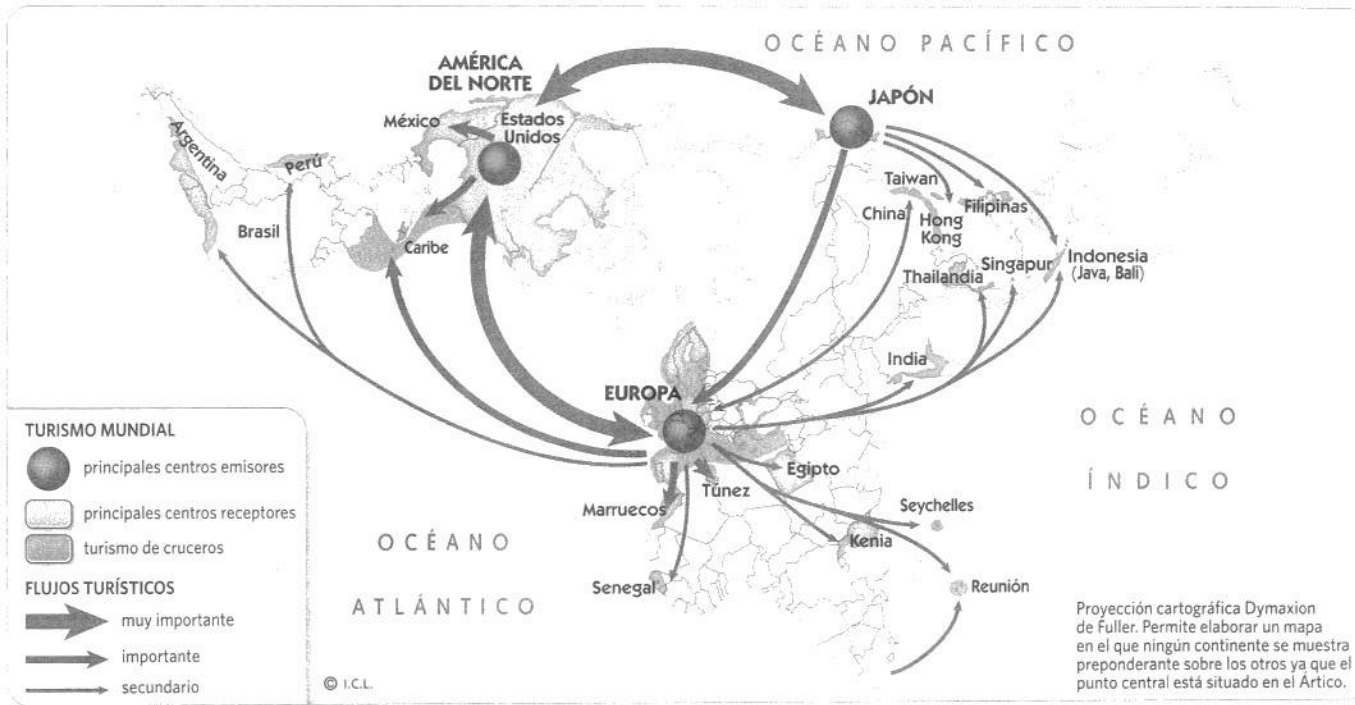 OCÉANO PACÍFICO
AMÉRICA
DEL NORTE
JAPÓN
México
Estados
Unidos
Argentina
Perú
Taiwan
Filipinas
China
Hong
Kong
Brasil
Caribe
Singapur
Indonesia
(Java, Bali)
Thailandia
India
EUROPA
OCÉANO
ÍNDICO
Egipto
Túnez
Marruecos
Seychelles
Kenia
OCÉANO
ATLÁNTICO
Senegal
Reunión
TURISMO MUNDIAL
principales centros emisores
principales centros receptores
turismo de cruceros
FLUJOS TURÍSTICOS
muy importante
importante
secundario
© I.C.L.
Proyección cartográfica Dymaxion
de Fuller. Permite elaborar un mapa
en el que ningún continente se muestra
preponderante sobre los otros ya que el
punto central está situado en el Ártico.